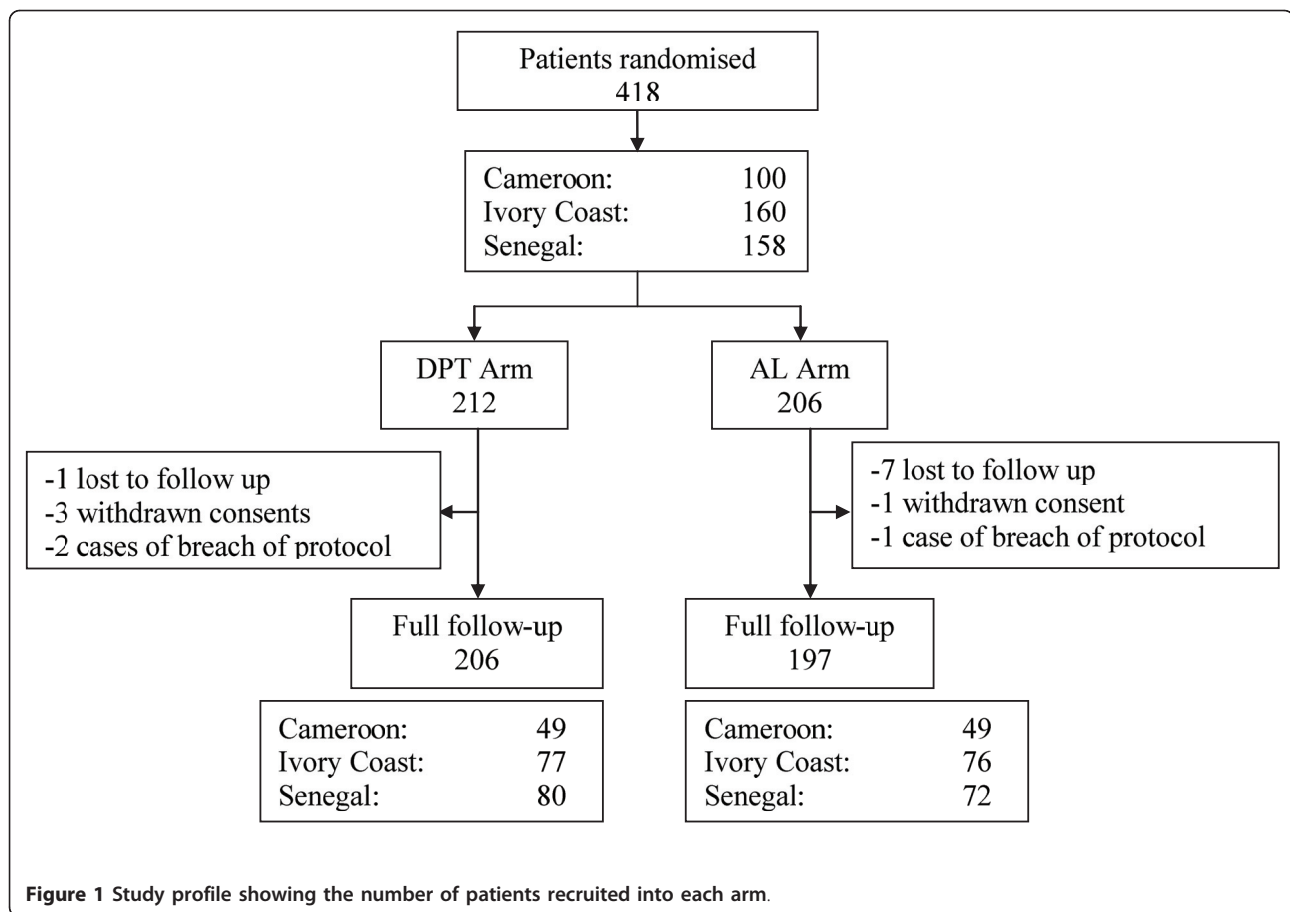 Patients randomised
418
Cameroon: 100
Ivory Coast: 160
Senegal: 158
DPT Arm
212
AL Arm
206
-1 lost to follow up
-3 withdrawn consents
-2 cases of breach of protocol
-7 lost to follow up
-1 withdrawn consent
-1 case of breach of protocol
Full follow-up
206
Full follow-up
197
Cameroon: 49
Ivory Coast: 77
Senegal: 80
Cameroon: 49
Ivory Coast: 76
Senegal: 72
Figure 1 Study profile showing the number of patients recruited into each arm.